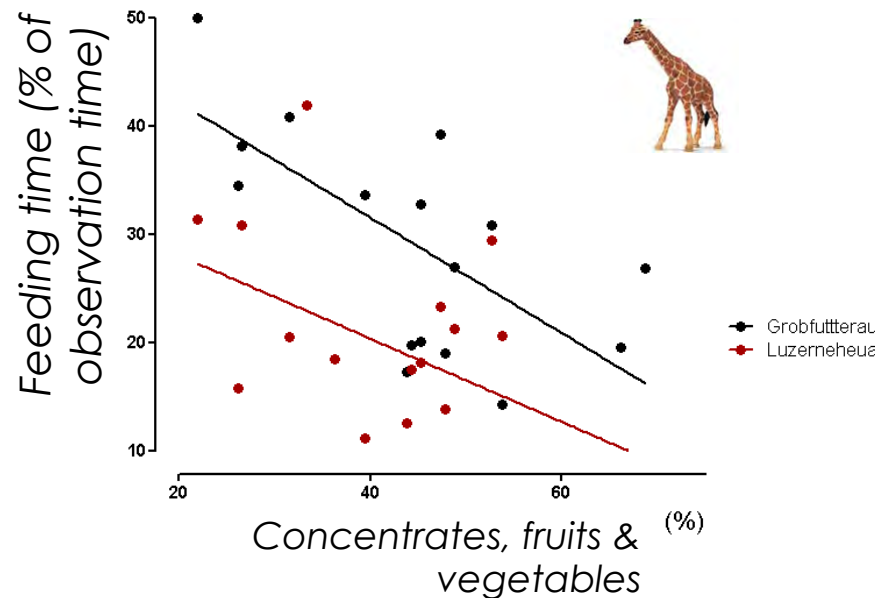 Feeding time (% of
observation time)
50
40
30
20
10
20
40
60
(%)
Concentrates, fruits &
vegetables
Grobfuttterau
Luzerneheua